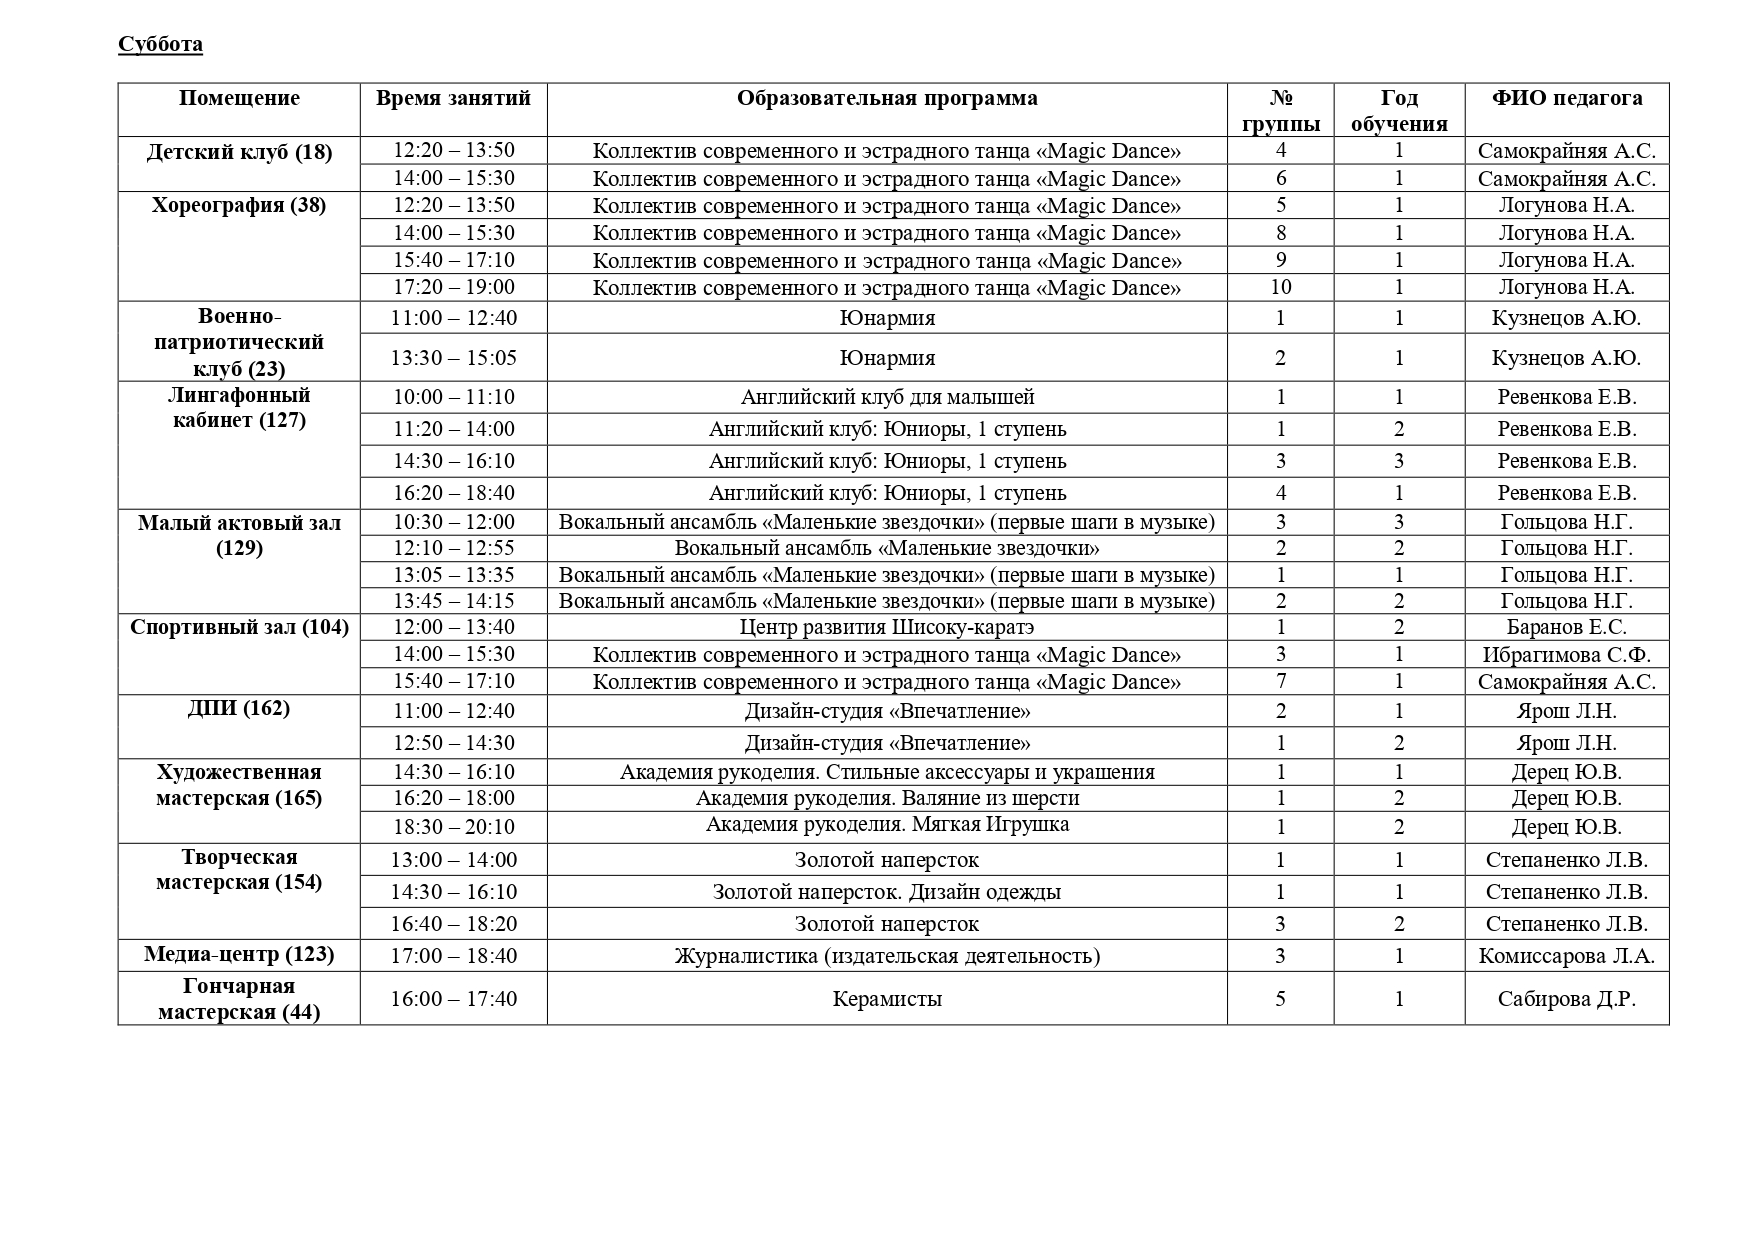 Суббота
Помещение Время занятий Образовательная программа № группы Год обучения ФИО педагога
Детский клуб (18) 12:20 – 13:50 Коллектив современного и эстрадного танца «Magic Dance» 4 1 Самокрайняя А.С.
14:00 – 15:30 Коллектив современного и эстрадного танца «Magic Dance» 6 1 Самокрайняя А.С.
Хореография (38) 12:20 – 13:50 Коллектив современного и эстрадного танца «Magic Dance» 5 1 Логунова Н.А.
14:00 – 15:30 Коллектив современного и эстрадного танца «Magic Dance» 8 1 Логунова Н.А.
15:40 – 17:10 Коллектив современного и эстрадного танца «Magic Dance» 9 1 Логунова Н.А.
17:20 – 19:00 Коллектив современного и эстрадного танца «Magic Dance» 10 1 Логунова Н.А.
Военно-патриотический клуб (23) 11:00 – 12:40 Юнармия 1 1 Кузнецов А.Ю.
13:30 – 15:05 Юнармия 2 1 Кузнецов А.Ю.
Лингафонный кабинет (127) 10:00 – 11:10 Английский клуб для малышей 1 1 Ревенкова Е.В.
11:20 – 14:00 Английский клуб: Юниоры, 1 ступень 1 2 Ревенкова Е.В.
14:30 – 16:10 Английский клуб: Юниоры, 1 ступень 3 3 Ревенкова Е.В.
16:20 – 18:40 Английский клуб: Юниоры, 1 ступень 4 1 Ревенкова Е.В.
Малый актовый зал (129) 10:30 – 12:00 Вокальный ансамбль «Маленькие звездочки» (первые шаги в музыке) 3 3 Гольцова Н.Г.
12:10 – 12:55 Вокальный ансамбль «Маленькие звездочки» 2 2 Гольцова Н.Г.
13:05 – 13:35 Вокальный ансамбль «Маленькие звездочки» (первые шаги в музыке) 1 1 Гольцова Н.Г.
13:45 – 14:15 Вокальный ансамбль «Маленькие звездочки» (первые шаги в музыке) 2 2 Гольцова Н.Г.
Спортивный зал (104) 12:00 – 13:40 Центр развития Шисоку-каратэ 1 2 Баранов Е.С.
14:00 – 15:30 Коллектив современного и эстрадного танца «Magic Dance» 3 1 Ибрагимова С.Ф.
15:40 – 17:10 Коллектив современного и эстрадного танца «Magic Dance» 7 1 Самокрайняя А.С.
ДПИ (162) 11:00 – 12:40 Дизайн-студия «Впечатление» 2 1 Ярош Л.Н.
12:50 – 14:30 Дизайн-студия «Впечатление» 1 2 Ярош Л.Н.
Художественная мастерская (165) 14:30 – 16:10 Академия рукоделия. Стильные аксессуары и украшения 1 1 Дерец Ю.В.
16:20 – 18:00 Академия рукоделия. Валяние из шерсти 1 2 Дерец Ю.В.
18:30 – 20:10 Академия рукоделия. Мягкая Игрушка 1 2 Дерец Ю.В.
Творческая мастерская (154) 13:00 – 14:00 Золотой наперсток 1 1 Степаненко Л.В.
14:30 – 16:10 Золотой наперсток. Дизайн одежды 1 1 Степаненко Л.В.
16:40 – 18:20 Золотой наперсток 3 2 Степаненко Л.В.
Медиа-центр (123) 17:00 – 18:40 Журналистика (издательская деятельность) 3 1 Комиссарова Л.А.
Гончарная мастерская (44) 16:00 – 17:40 Керамисты 5 1 Сабирова Д.Р.